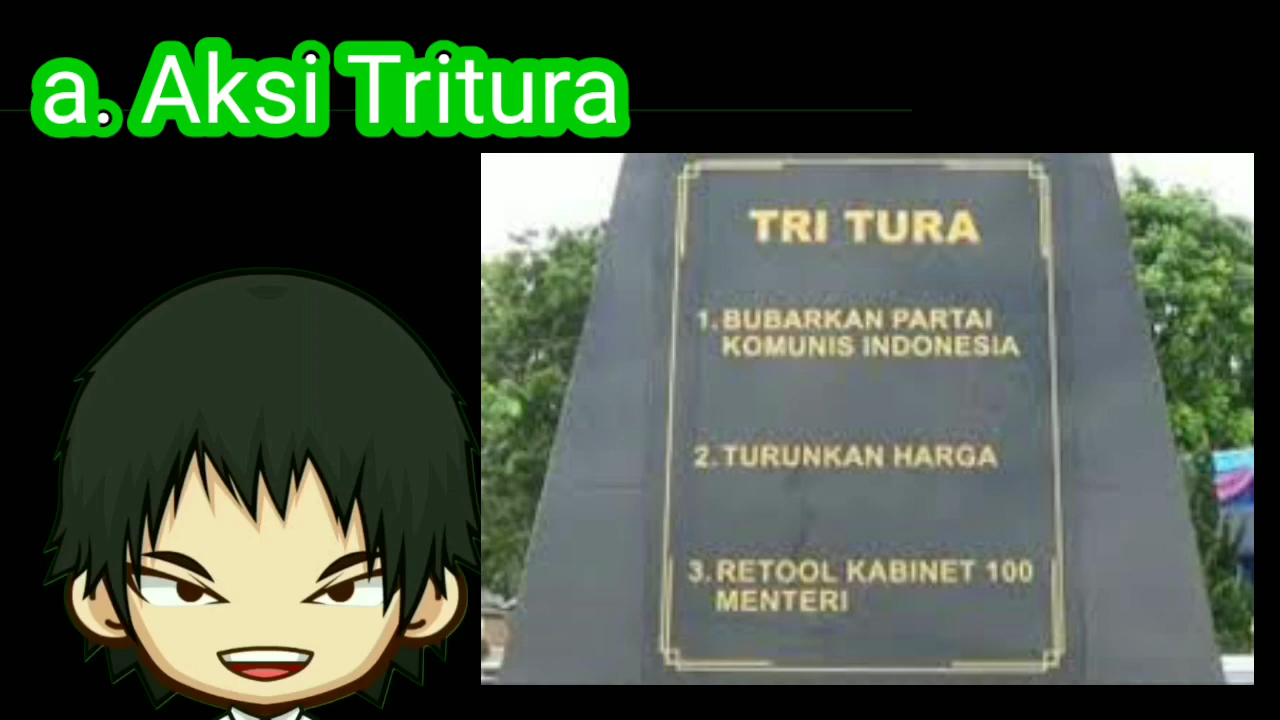 a. Aksi Tritura
TRI TURA
1. BUBARKAN PARTAI
KOMUNIS INDONESIA
2. TURUNKAN HARGA
3. RETOOL KABINET 100
MENTERI